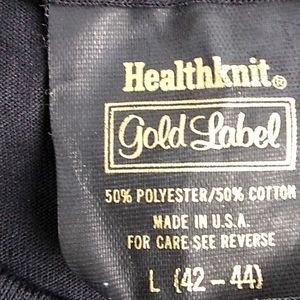 Healthknit®
Gold Label
50% POLYESTER/50% COTTON
MADE IN U.S.A.
FOR CARE SEE REVERSE
L (42-44)